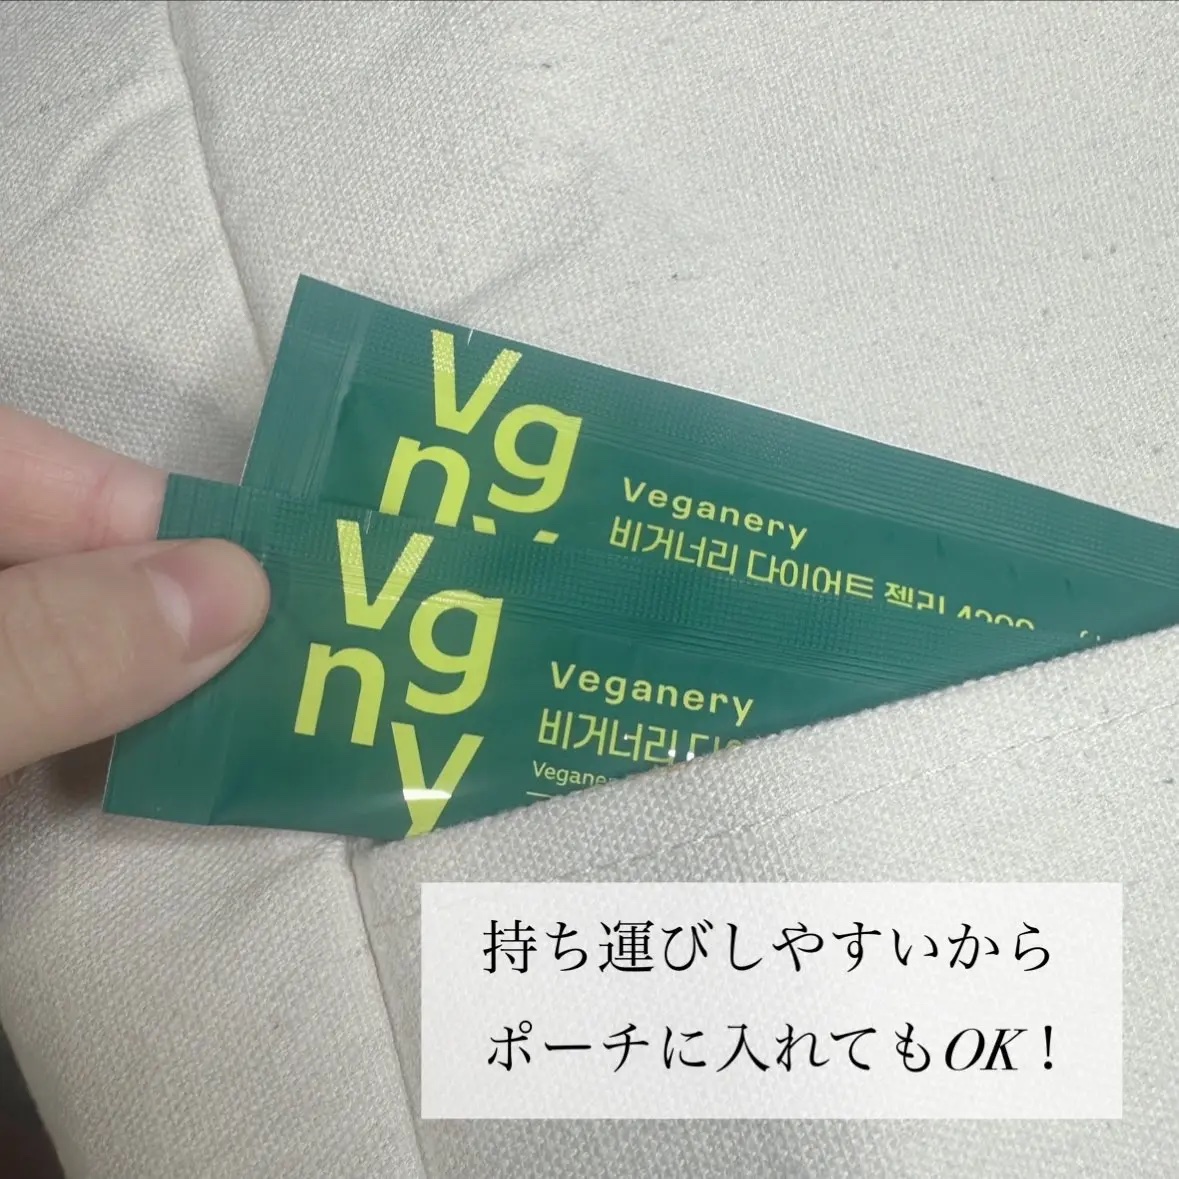 Vg
n
Veganery
비거너리 다이어트 젤리 4200
Vg
ny
Veganery
비거너리
持ち運びしやすいから
ポーチに入れてもOK！